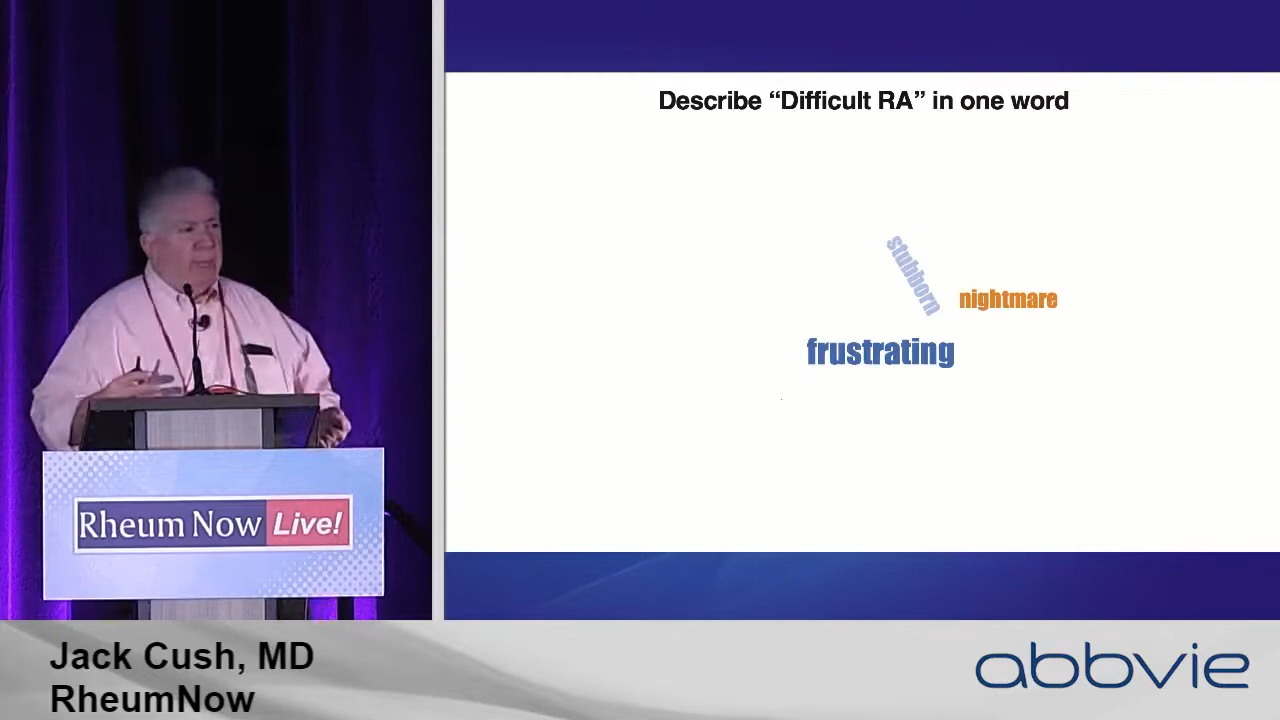 Describe “Difficult RA” in one word
stubborn
nightmare
frustrating
Rheum Now Live!
Jack Cush, MD
RheumNow
abbvie